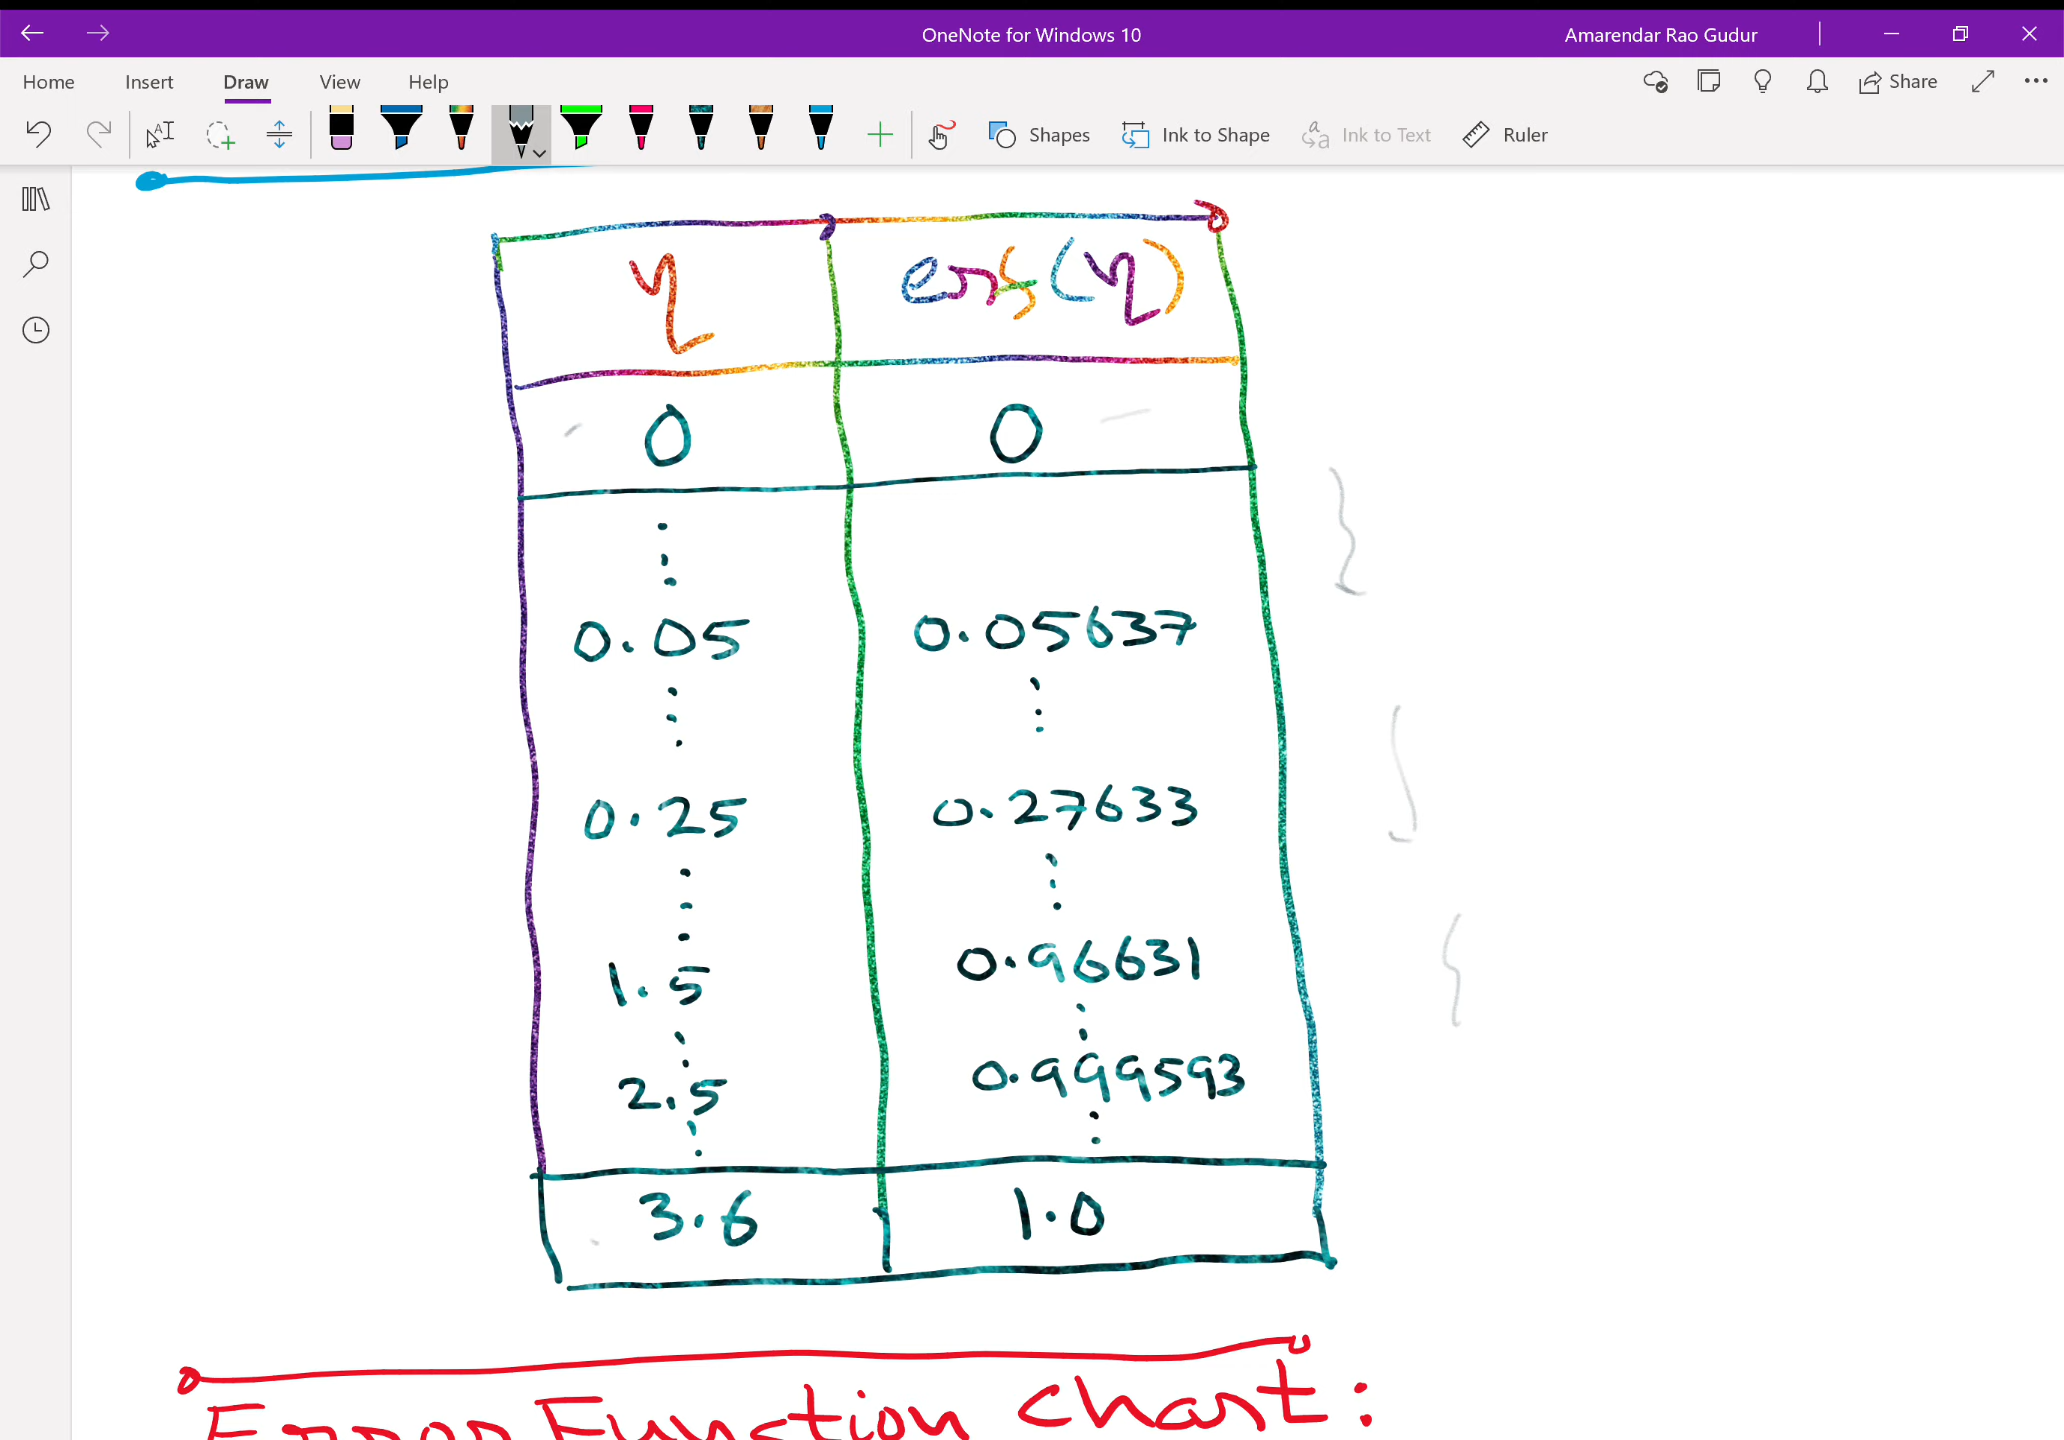 OneNote for Windows 10 Amarendar Rao Gudur
Home Insert Draw View Help Share
Shapes Ink to Shape Ink to Text Ruler
η erf(η)
0 0
0.05 0.05637
0.25 0.27633
1.5 0.96631
2.5 0.999593
3.6 1.0
Error Function chart: